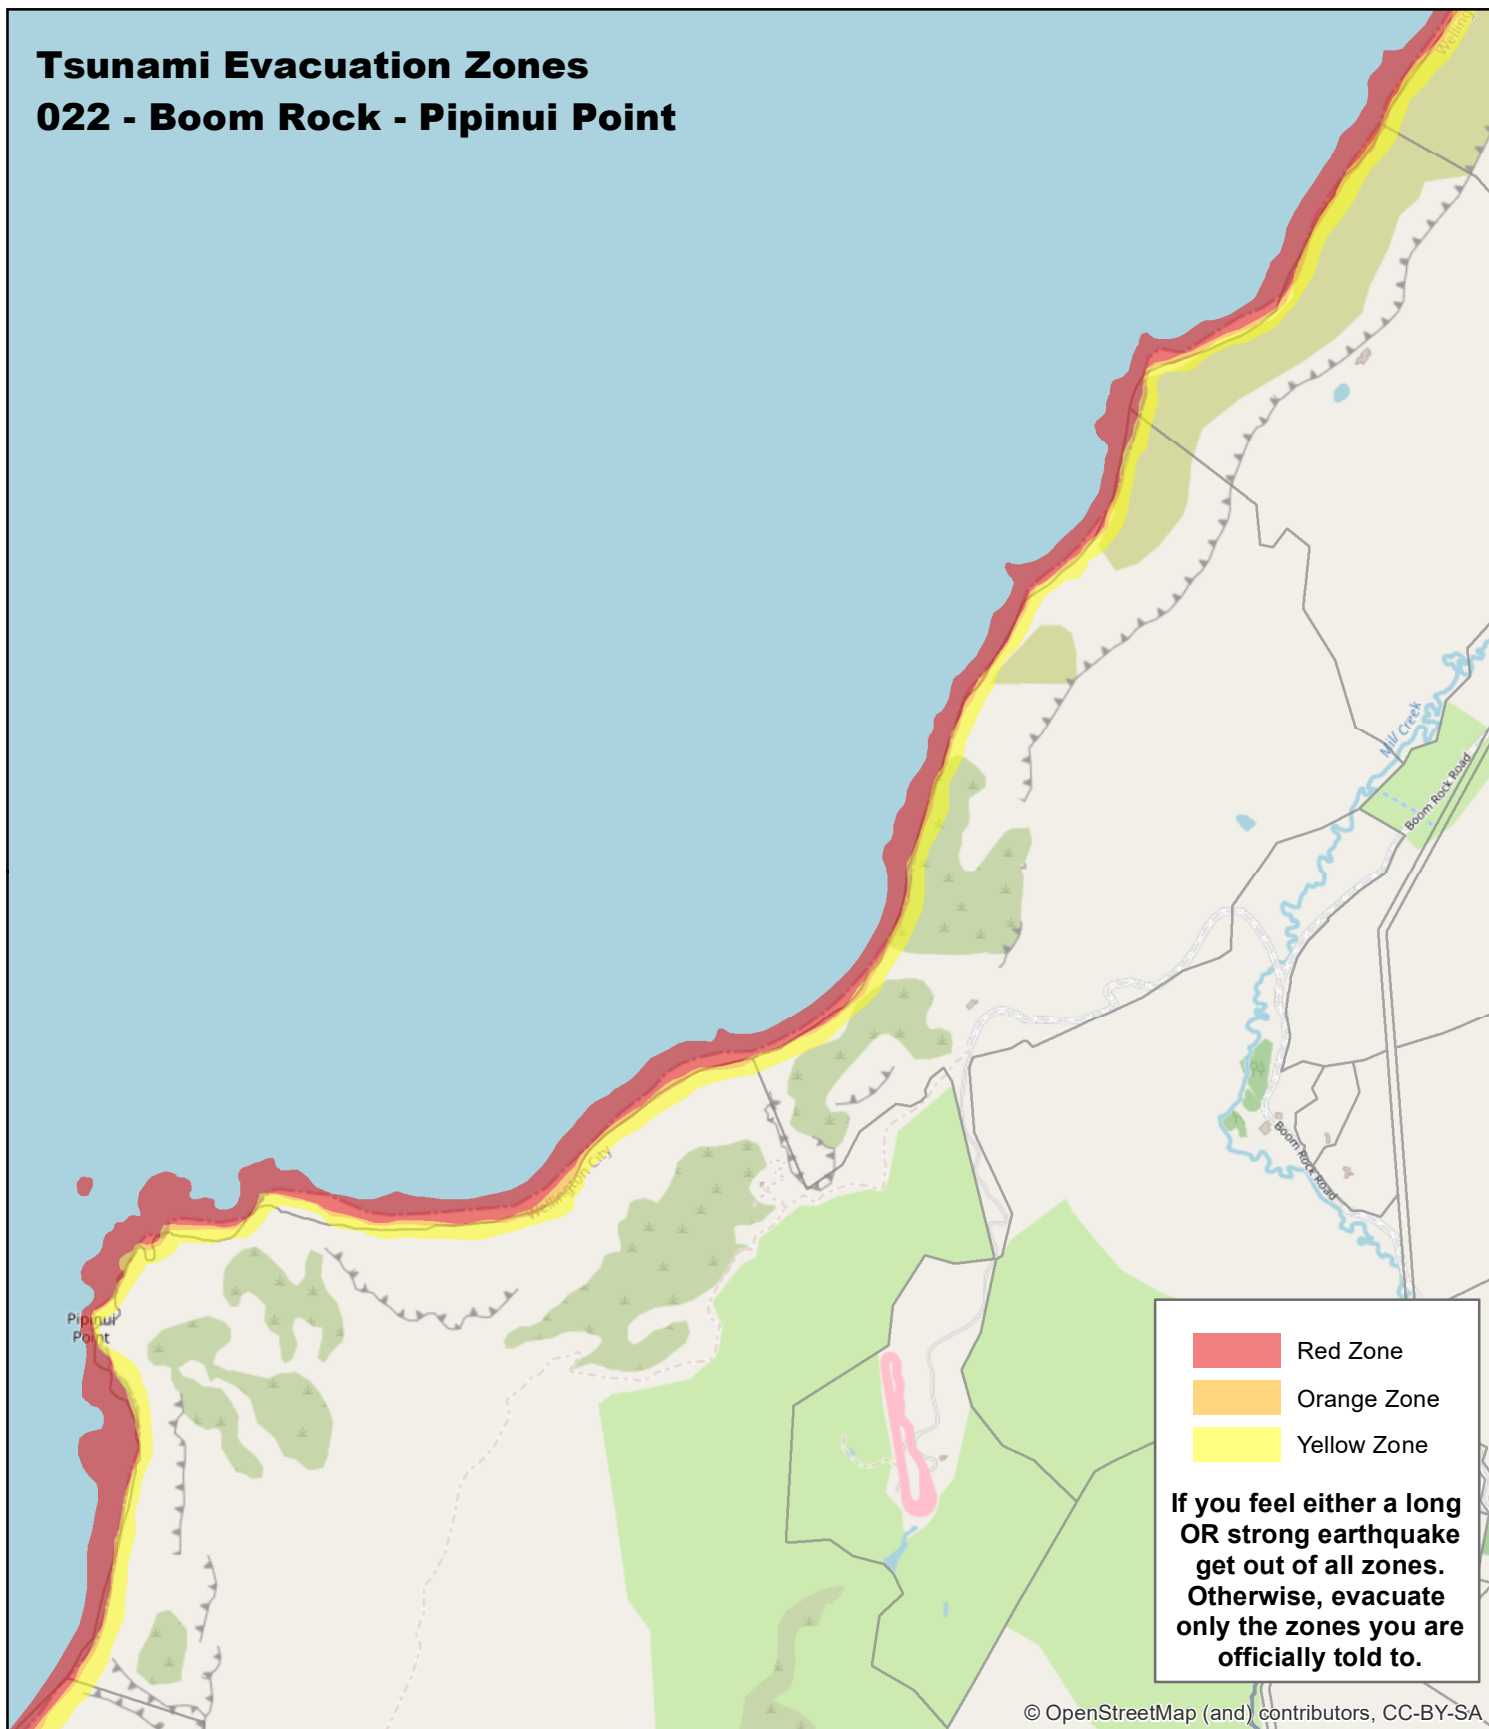 Tsunami Evacuation Zones
022 - Boom Rock - Pipinui Point
Welling
Mill Creek
Boom Rock Road
Boom Rock Road
Wellington City
Pipinui
Point
Red Zone
Orange Zone
Yellow Zone
If you feel either a long
OR strong earthquake
get out of all zones.
Otherwise, evacuate
only the zones you are
officially told to.
© OpenStreetMap (and) contributors, CC-BY-SA